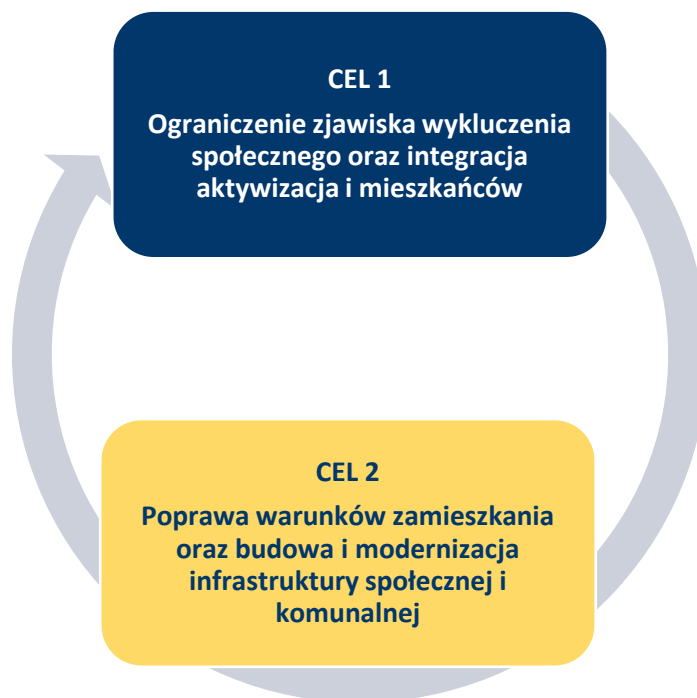 CEL 1
Ograniczenie zjawiska wykluczenia
społecznego oraz integracja
aktywizacja i mieszkańców
CEL 2
Poprawa warunków zamieszkania
oraz budowa i modernizacja
infrastruktury społecznej i
komunalnej